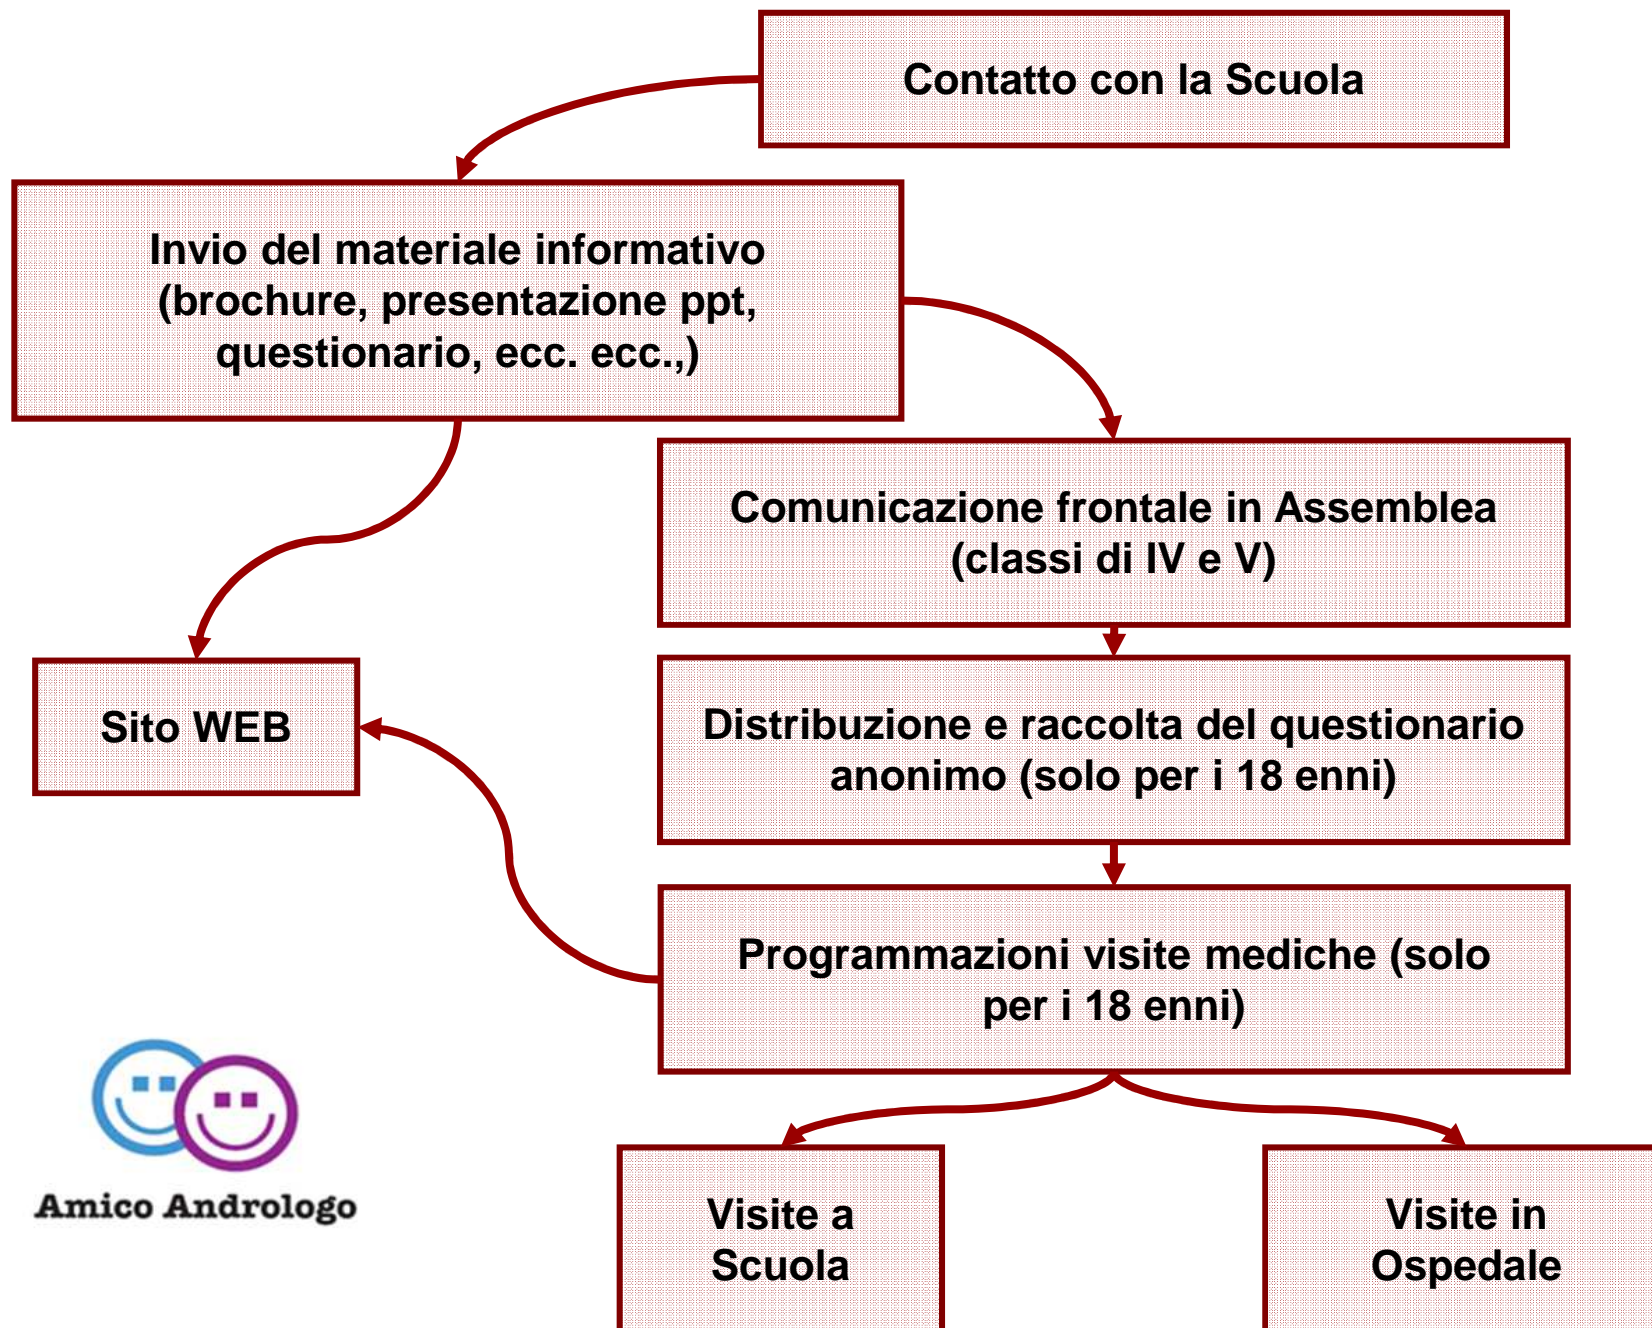 Contatto con la Scuola
Invio del materiale informativo
(brochure, presentazione ppt,
questionario, ecc. ecc.,)
Comunicazione frontale in Assemblea
(classi di IV e V)
Sito WEB
Distribuzione e raccolta del questionario
anonimo (solo per i 18 enni)
Programmazioni visite mediche (solo
per i 18 enni)
Amico Andrologo
Visite a
Scuola
Visite in
Ospedale